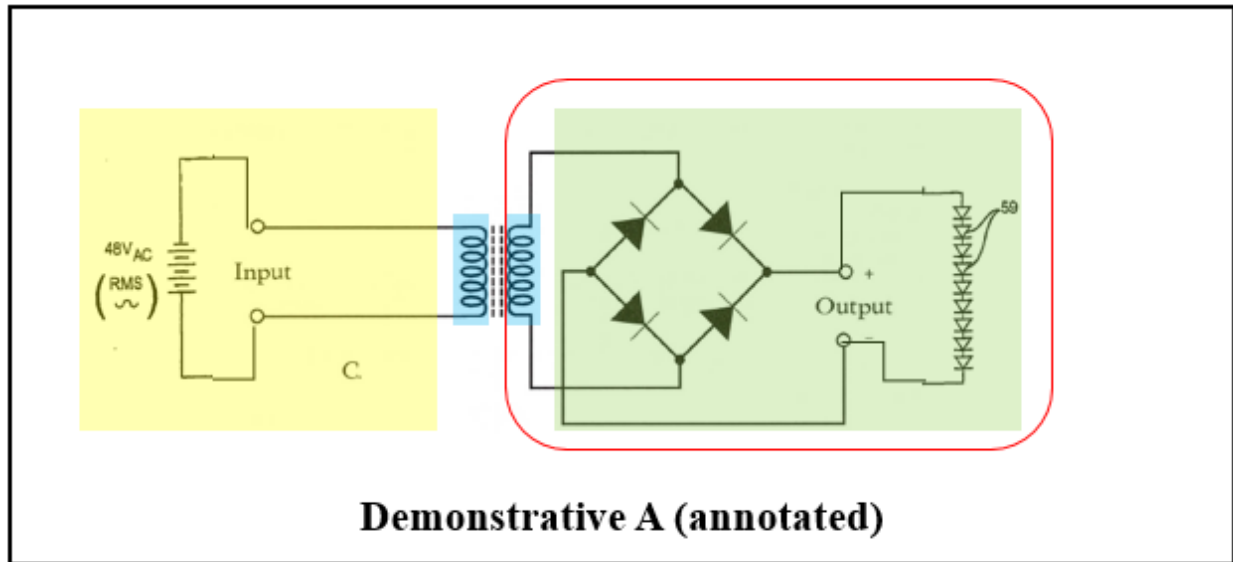 48VAC
(RMS
∿)
Input
C.
+
Output
−
59
Demonstrative A (annotated)